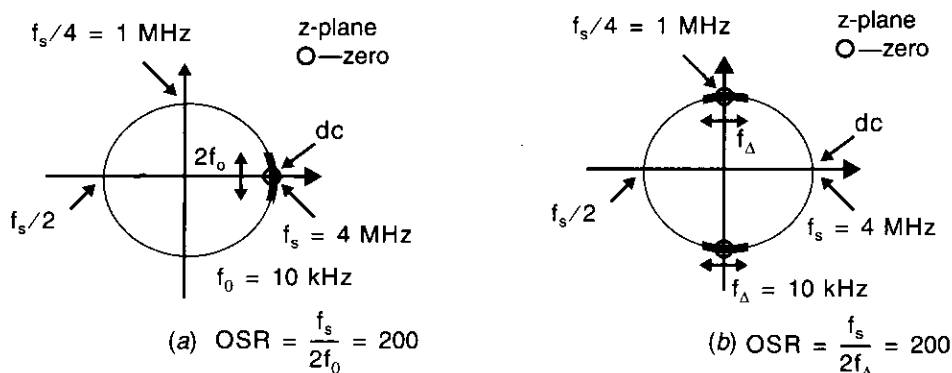 f_s/4 = 1 MHz
z-plane
O—zero
dc
2f_o
f_s/2
f_s = 4 MHz
f_0 = 10 kHz
(a) OSR = f_s/2f_0 = 200
f_s/4 = 1 MHz
z-plane
O—zero
f_Δ
dc
f_s/2
f_s = 4 MHz
f_Δ = 10 kHz
(b) OSR = f_s/2f_Δ = 200